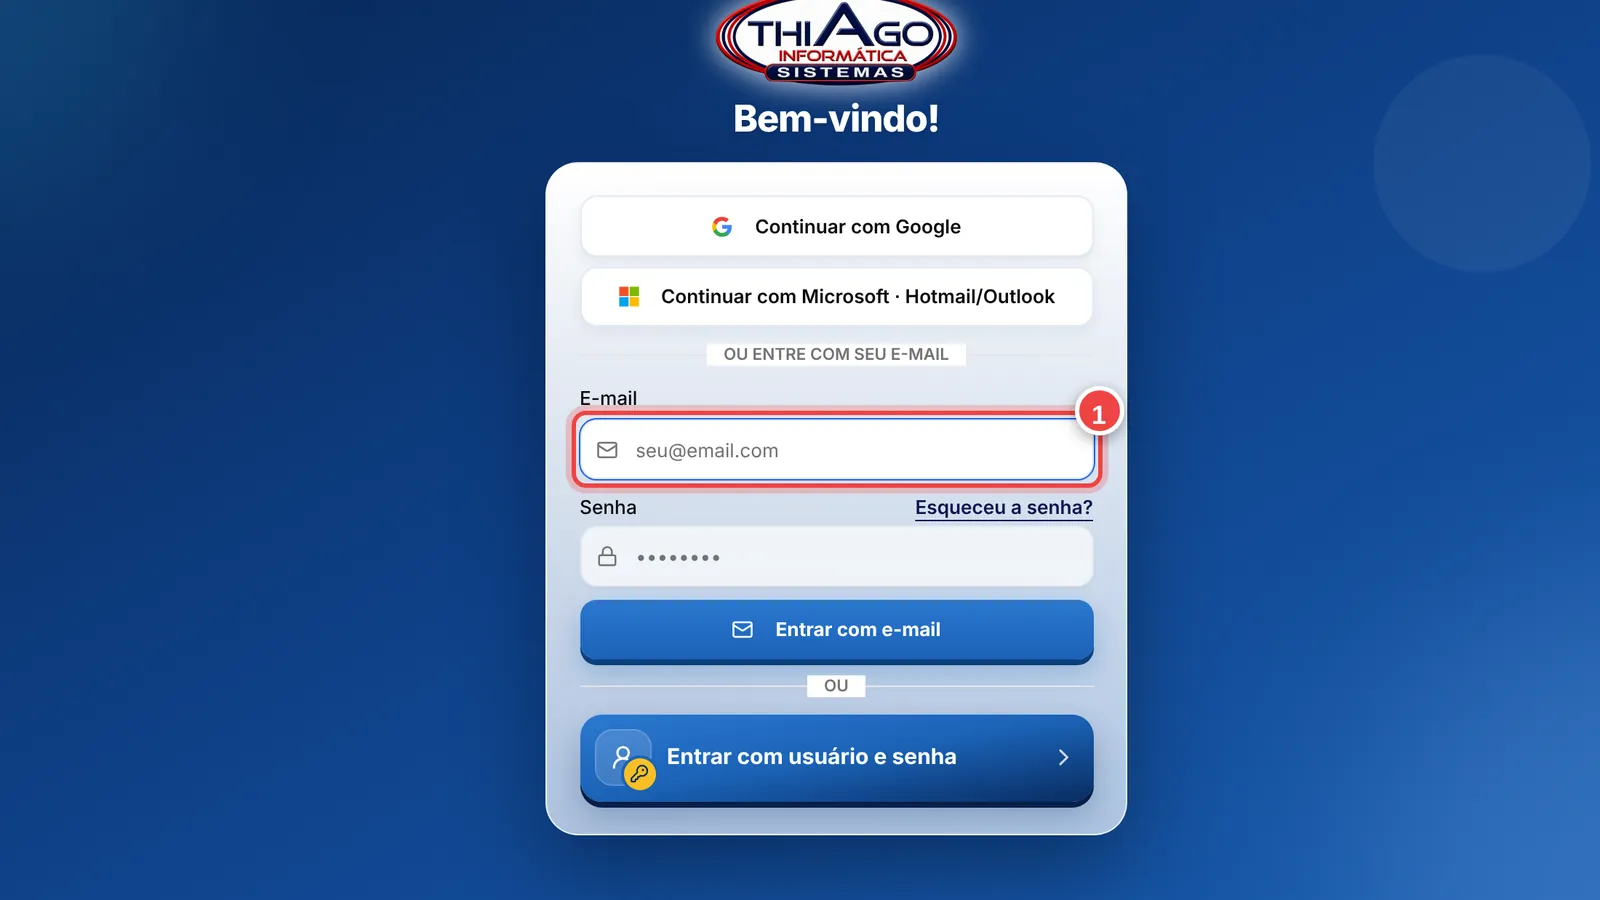 THIAGO
INFORMÁTICA
SISTEMAS
Bem-vindo!
Continuar com Google
Continuar com Microsoft · Hotmail/Outlook
OU ENTRE COM SEU E-MAIL
E-mail
1
seu@email.com
Senha
Esqueceu a senha?
••••••••
Entrar com e-mail
OU
Entrar com usuário e senha